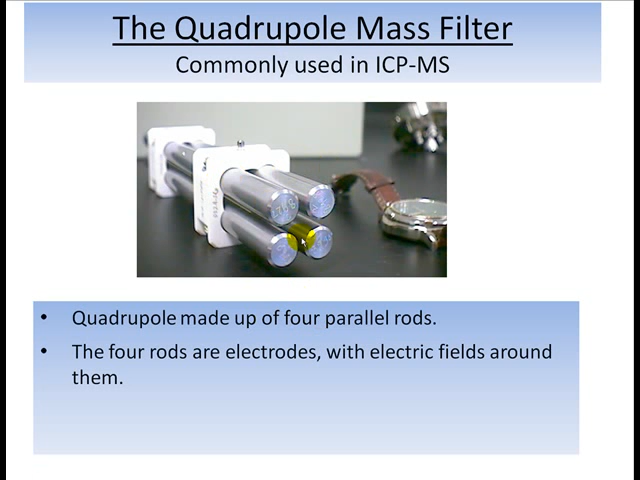 The Quadrupole Mass Filter
Commonly used in ICP-MS
• Quadrupole made up of four parallel rods.
• The four rods are electrodes, with electric fields around
them.